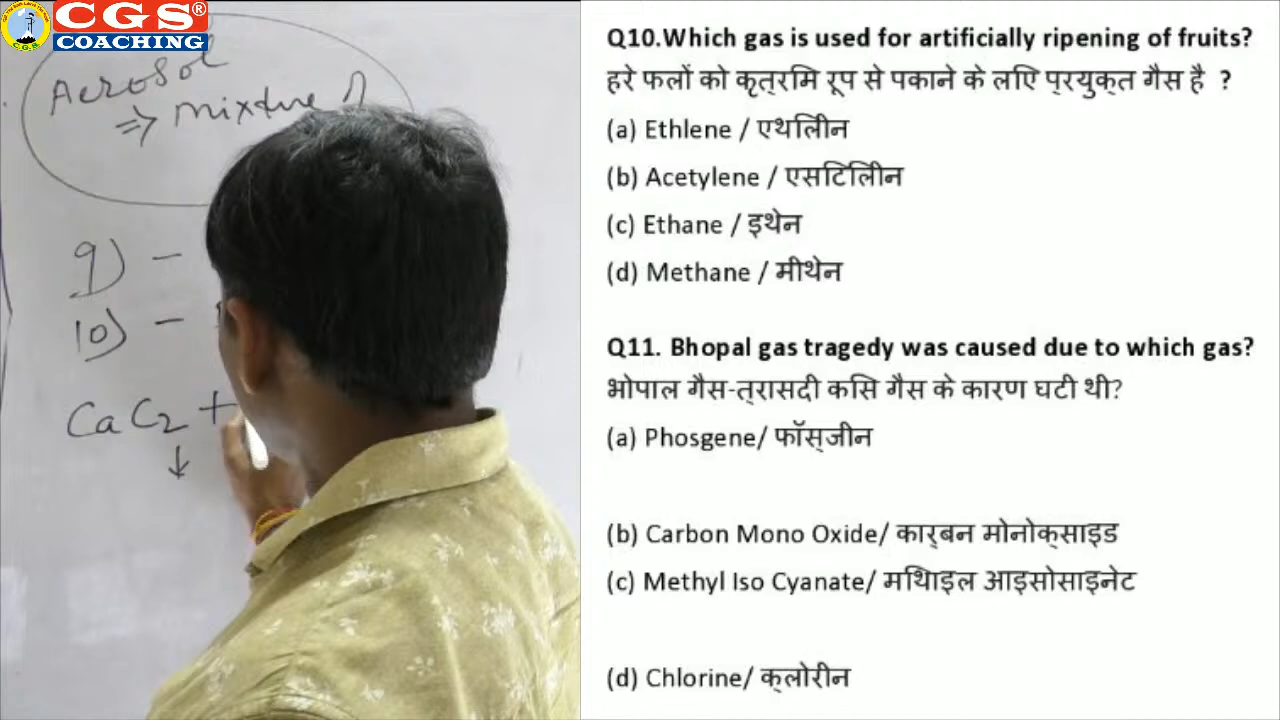 CGS®
COACHING
C.G.S.
Aerosol
⇒ Mixture
9) –
10) –
CaC₂ +
↓
Q10.Which gas is used for artificially ripening of fruits?
हरे फलों को कृत्‌रमि रूप से पकाने के लएि प्‌रयुक्‌त गैस है ?
(a) Ethlene / एथलिीन
(b) Acetylene / एसटिलिीन
(c) Ethane / इथेन
(d) Methane / मीथेन
Q11. Bhopal gas tragedy was caused due to which gas?
भोपाल गैस-त्‌रासदी कसि गैस के कारण घटी थी?
(a) Phosgene/ फॉस्‌जीन
(b) Carbon Mono Oxide/ कार्‌बन मोनोक्‌साइड
(c) Methyl Iso Cyanate/ मथिाइल आइसोसाइनेट
(d) Chlorine/ क्‌लोरीन